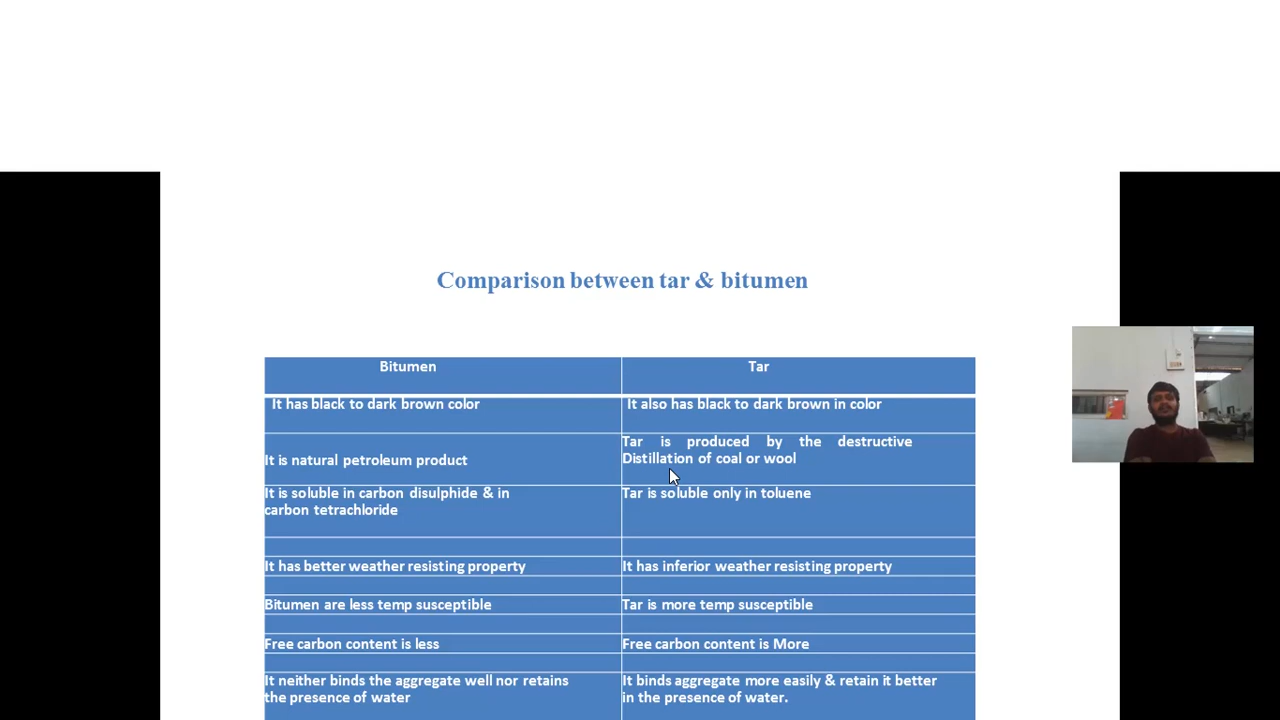 Comparison between tar & bitumen
Bitumen
Tar
It has black to dark brown color
It also has black to dark brown in color
It is natural petroleum product
Tar is produced by the destructive
Distillation of coal or wool
It is soluble in carbon disulphide & in
carbon tetrachloride
Tar is soluble only in toluene
It has better weather resisting property
It has inferior weather resisting property
Bitumen are less temp susceptible
Tar is more temp susceptible
Free carbon content is less
Free carbon content is More
It neither binds the aggregate well nor retains
the presence of water
It binds aggregate more easily & retain it better
in the presence of water.